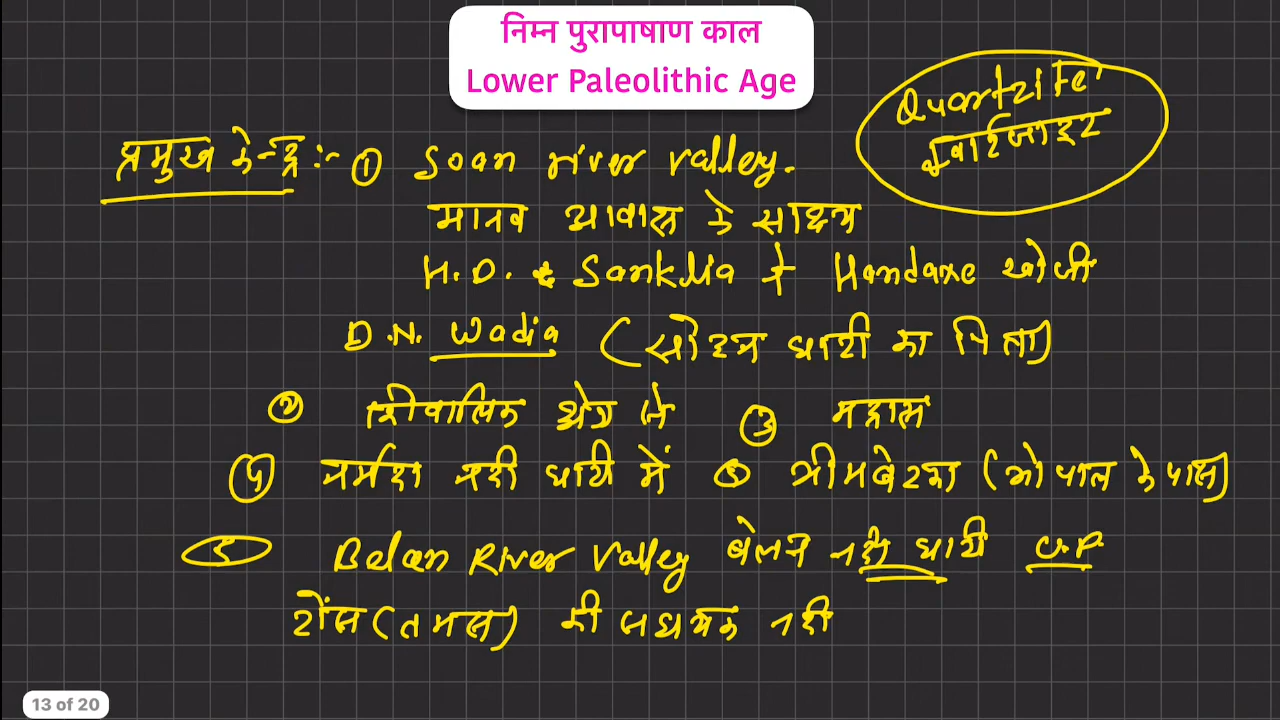 निम्न पुरापाषाण काल
Lower Paleolithic Age
Quartzite
क्वार्टजाइट
प्रमुख केन्द्र :- ① Soan river valley.
मानव आवास के साक्ष्य
H.D. Sanklia ने Handaxe खोजी
D.N. Wadia (सोहन घाटी का पिता)
② शिवालिक क्षेत्र से ③ मद्रास
④ नर्मदा नदी घाटी में ⑤ भीमबेटका (भोपाल के पास)
Belan River Valley बेलन नदी घाटी U.P.
टोंस (तमस) की सहायक नदी
13 of 20